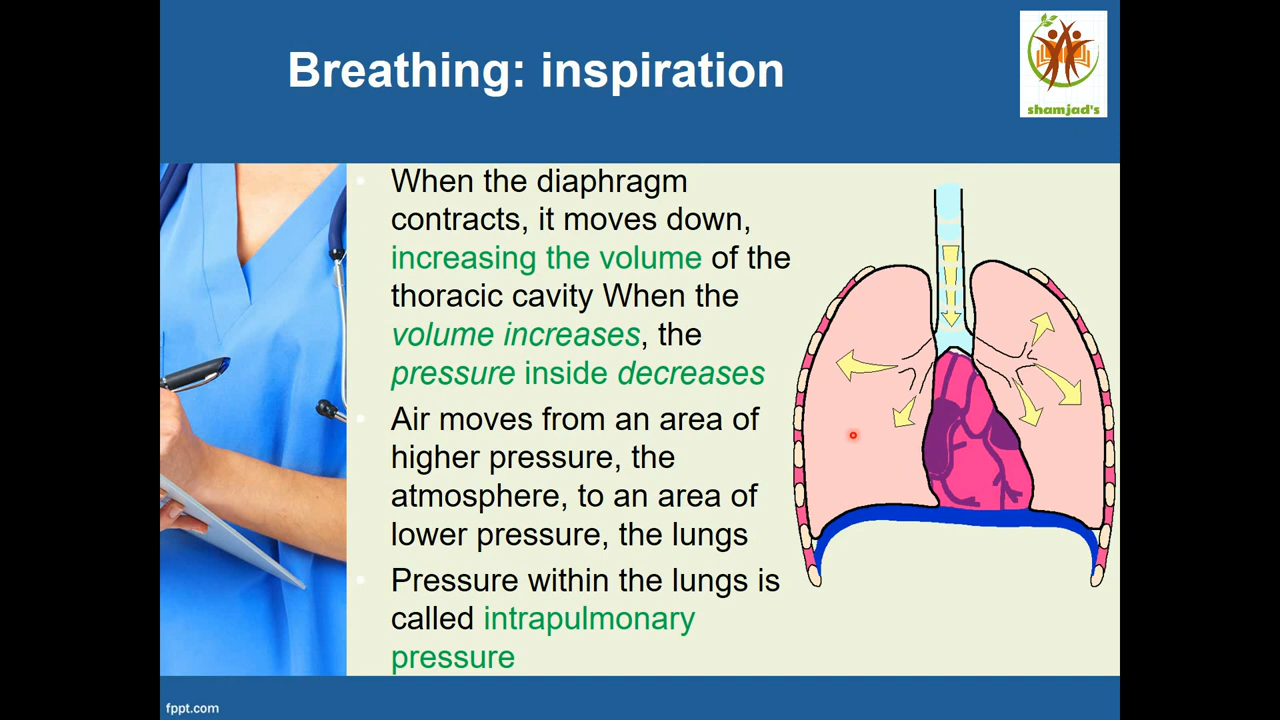 Breathing: inspiration
shamjad's
When the diaphragm
contracts, it moves down,
increasing the volume of the
thoracic cavity When the
volume increases, the
pressure inside decreases
Air moves from an area of
higher pressure, the
atmosphere, to an area of
lower pressure, the lungs
Pressure within the lungs is
called intrapulmonary
pressure
fppt.com